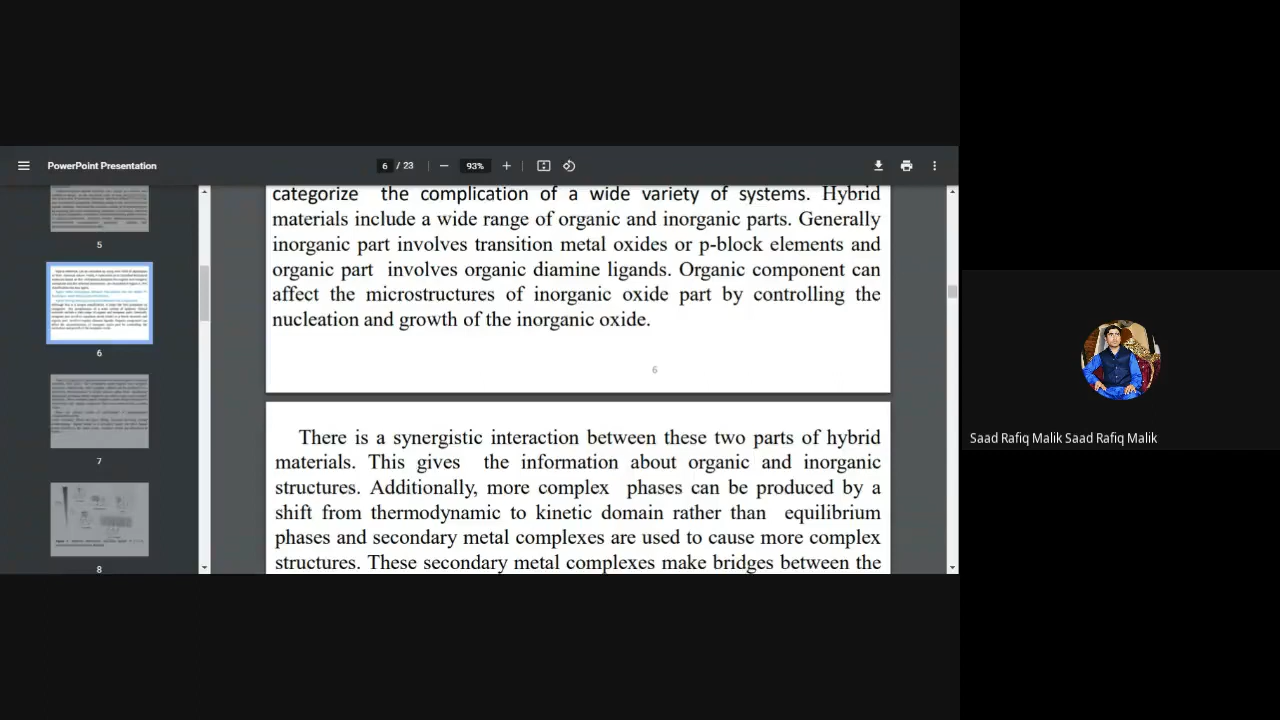 PowerPoint Presentation
6 / 23
93%
5
6
7
8
categorize the complication of a wide variety of systems. Hybrid
materials include a wide range of organic and inorganic parts. Generally
inorganic part involves transition metal oxides or p-block elements and
organic part involves organic diamine ligands. Organic component can
affect the microstructures of inorganic oxide part by controlling the
nucleation and growth of the inorganic oxide.
6
There is a synergistic interaction between these two parts of hybrid
materials. This gives the information about organic and inorganic
structures. Additionally, more complex phases can be produced by a
shift from thermodynamic to kinetic domain rather than equilibrium
phases and secondary metal complexes are used to cause more complex
structures. These secondary metal complexes make bridges between the
Saad Rafiq Malik Saad Rafiq Malik